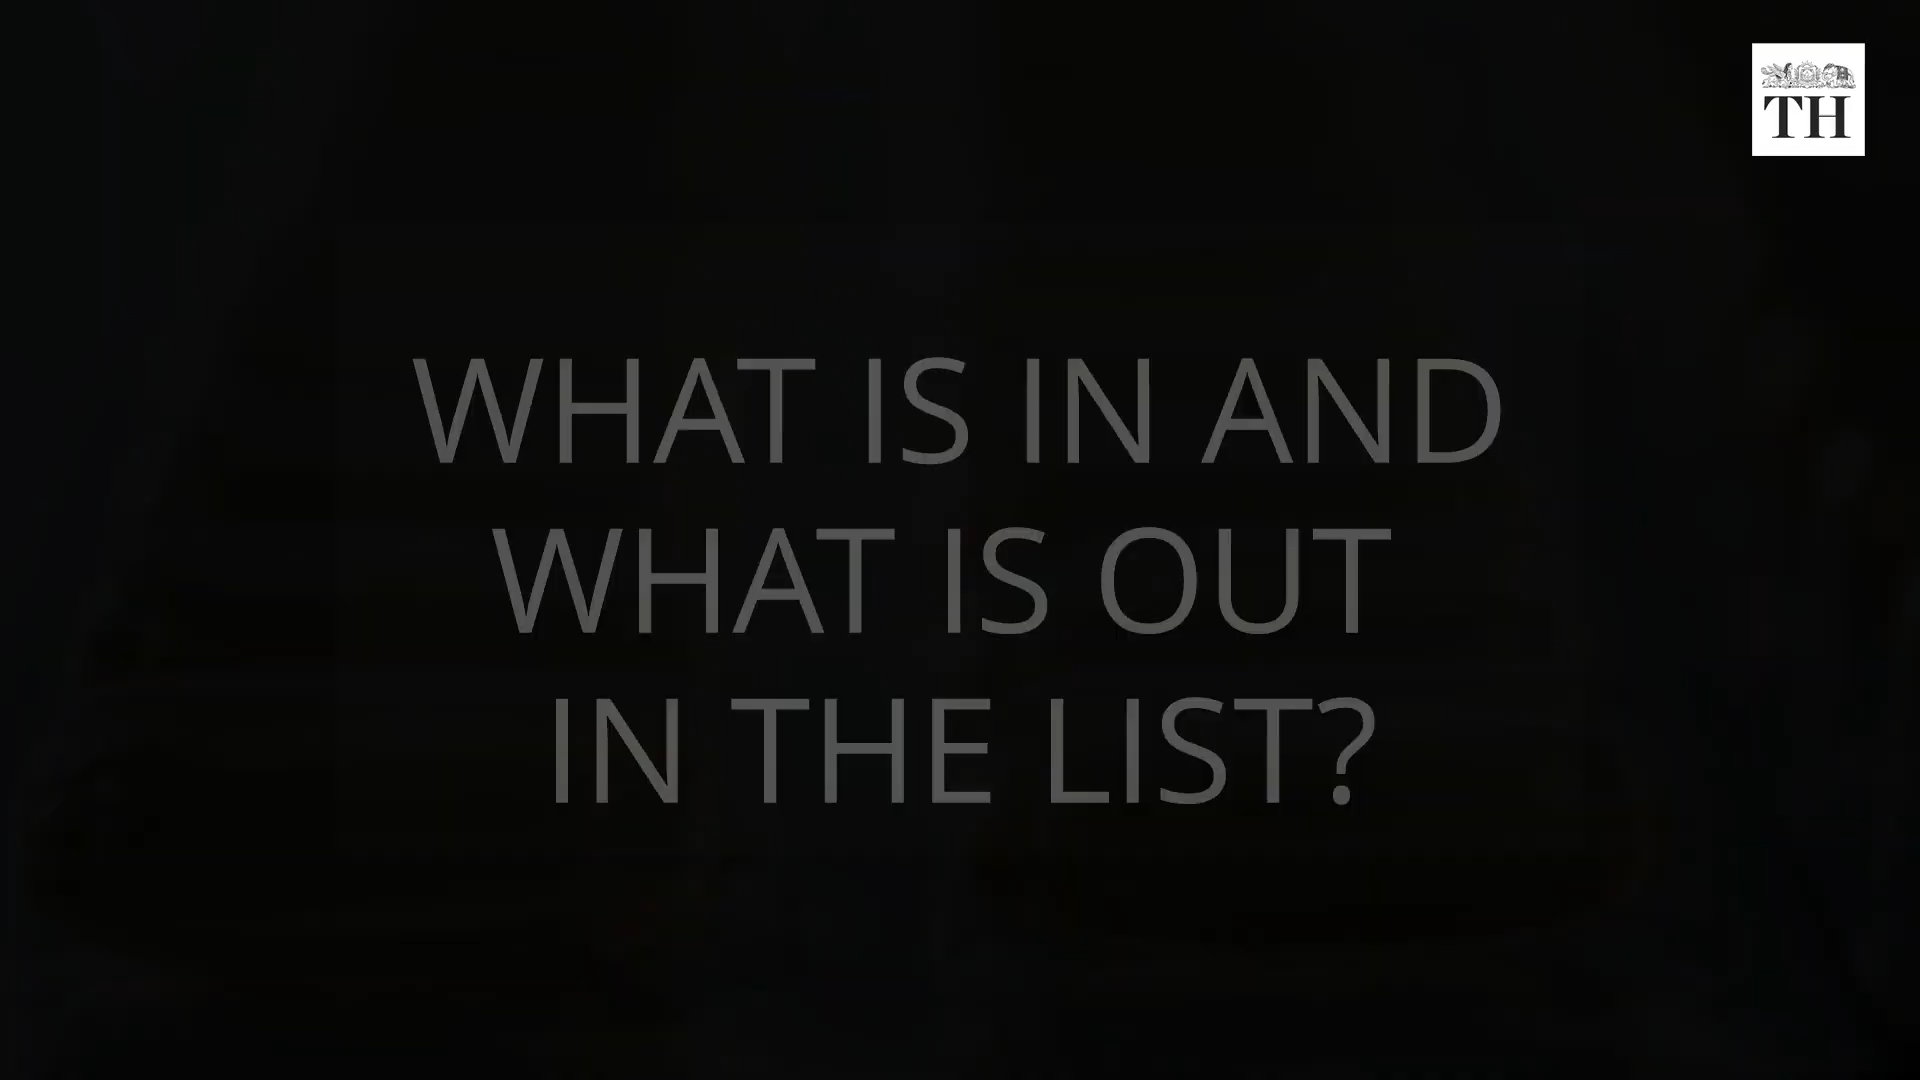 TH
WHAT IS IN AND
WHAT IS OUT
IN THE LIST?